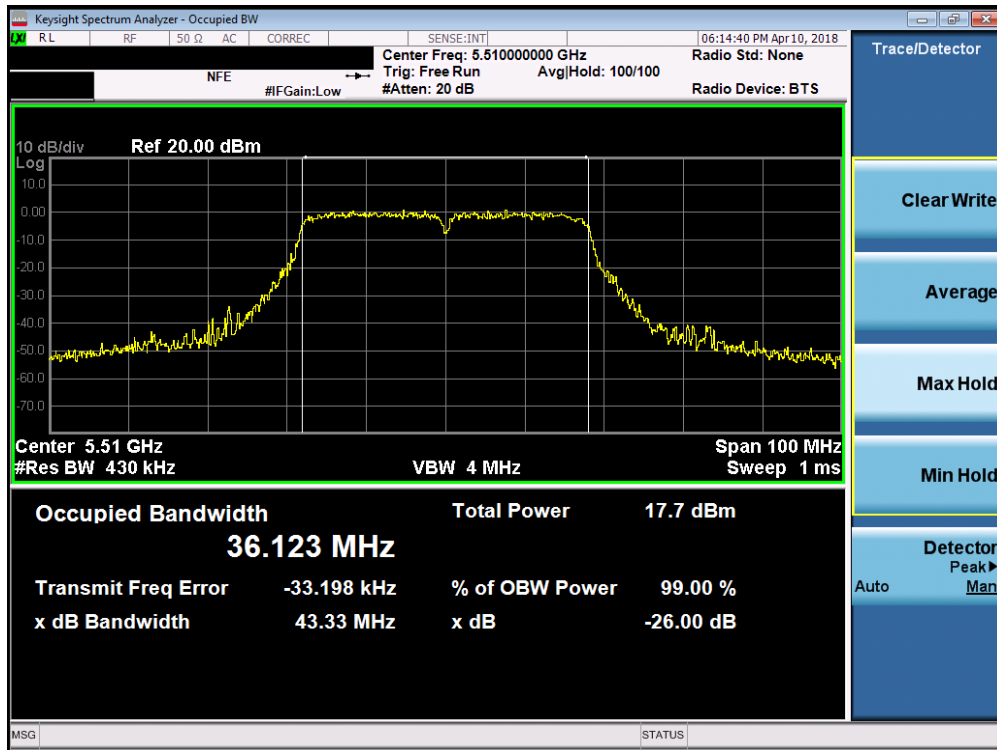 Keysight Spectrum Analyzer - Occupied BW
LXI RL RF 50 Ω AC CORREC SENSE:INT 06:14:40 PM Apr 10, 2018
Center Freq: 5.510000000 GHz Radio Std: None
NFE Trig: Free Run Avg|Hold: 100/100
#IFGain:Low #Atten: 20 dB Radio Device: BTS
10 dB/div Ref 20.00 dBm
Log
10.0
0.00
-10.0
-20.0
-30.0
-40.0
-50.0
-60.0
-70.0
Center 5.51 GHz Span 100 MHz
#Res BW 430 kHz VBW 4 MHz Sweep 1 ms
Occupied Bandwidth Total Power 17.7 dBm
36.123 MHz
Transmit Freq Error -33.198 kHz % of OBW Power 99.00 %
x dB Bandwidth 43.33 MHz x dB -26.00 dB
MSG STATUS
Trace/Detector
Clear Write
Average
Max Hold
Min Hold
Detector
Peak▶
Auto Man